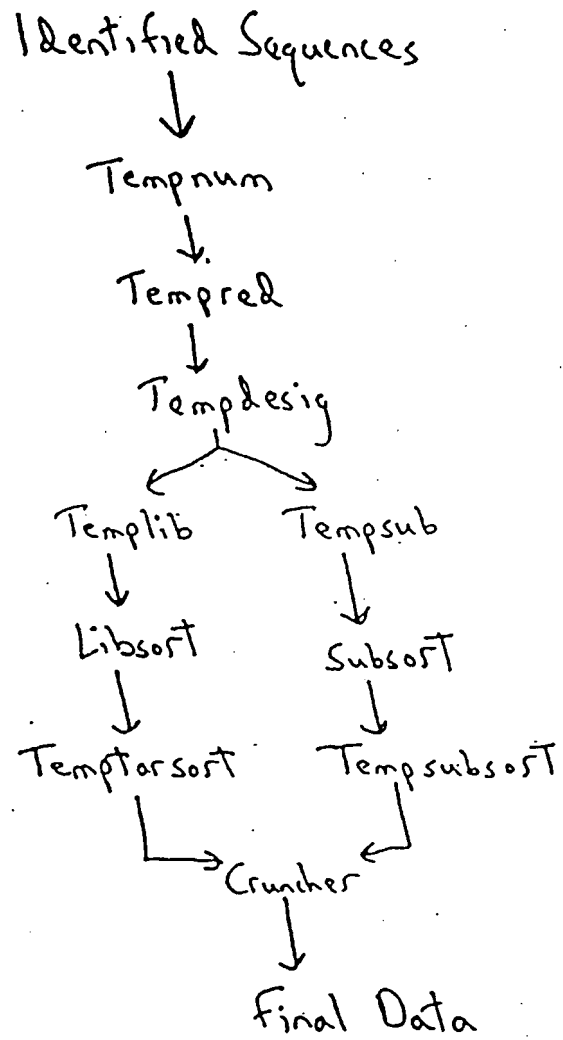 Identified Sequences
Tempnum
Tempred
Tempdesig
Templib Tempsub
Libsort Subsort
Temptarsort Tempsubsort
Cruncher
Final Data